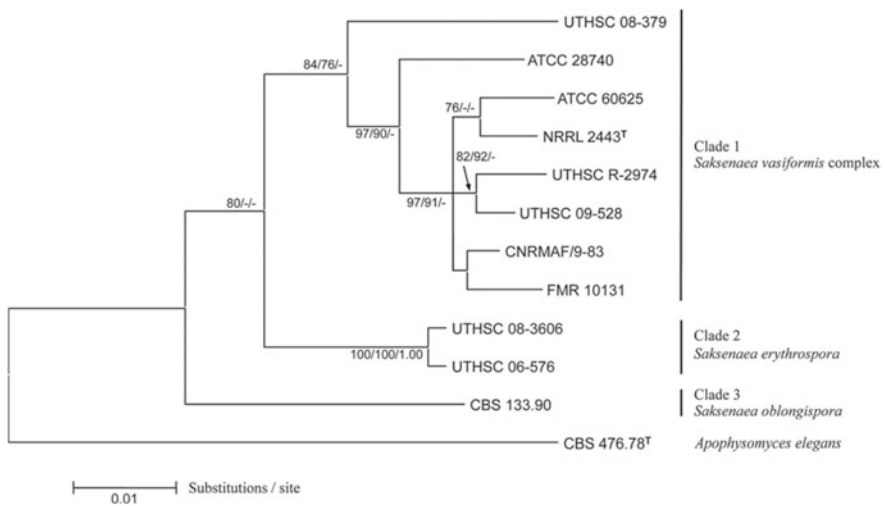 UTHSC 08-379
84/76/-
ATCC 28740
ATCC 60625
76/-/-
97/90/-
NRRL 2443ᵀ
Clade 1
Saksenaea vasiformis complex
82/92/-
UTHSC R-2974
97/91/-
80/-/-
UTHSC 09-528
CNRMAF/9-83
FMR 10131
UTHSC 08-3606
Clade 2
Saksenaea erythrospora
100/100/1.00
UTHSC 06-576
CBS 133.90
Clade 3
Saksenaea oblongispora
CBS 476.78ᵀ
Apophysomyces elegans
0.01
Substitutions / site